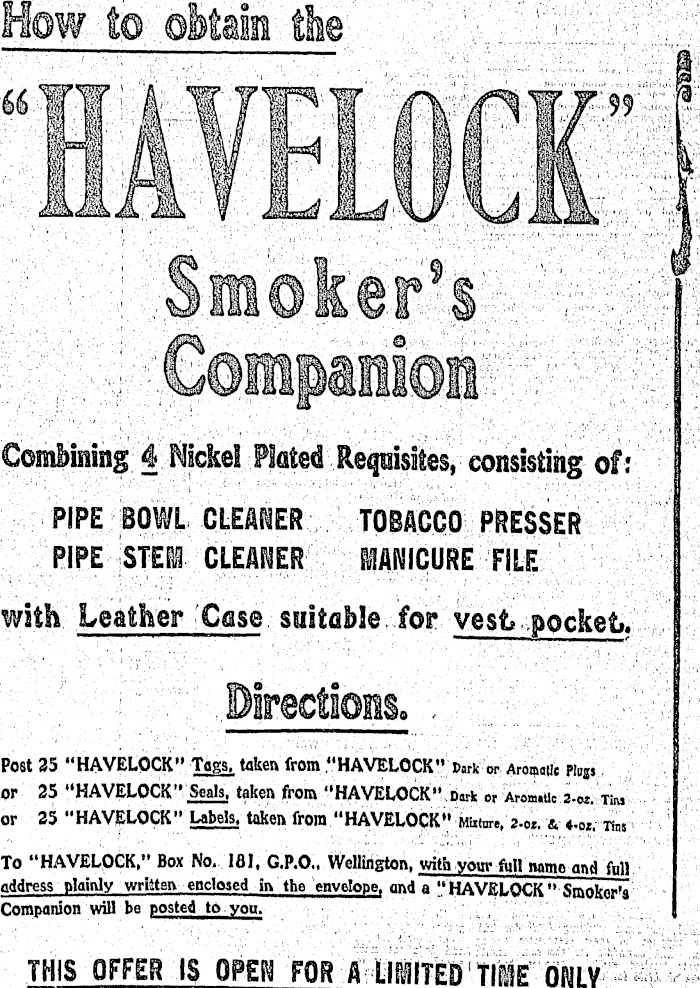 How to obtain the
"HAVELOCK"
Smoker's
Companion
Combining 4 Nickel Plated Requisites, consisting of:
PIPE BOWL CLEANER TOBACCO PRESSER
PIPE STEM CLEANER MANICURE FILE
with Leather Case suitable for vest pocket.
Directions.
Post 25 "HAVELOCK" Tags, taken from "HAVELOCK" Dark or Aromatic Plugs
or 25 "HAVELOCK" Seals, taken from "HAVELOCK" Dark or Aromatic 2-oz. Tins
or 25 "HAVELOCK" Labels, taken from "HAVELOCK" Mixture, 2-oz. & 4-oz. Tins
To "HAVELOCK," Box No. 181, G.P.O., Wellington, with your full name and full
address plainly written enclosed in the envelope, and a "HAVELOCK" Smoker's
Companion will be posted to you.
THIS OFFER IS OPEN FOR A LIMITED TIME ONLY